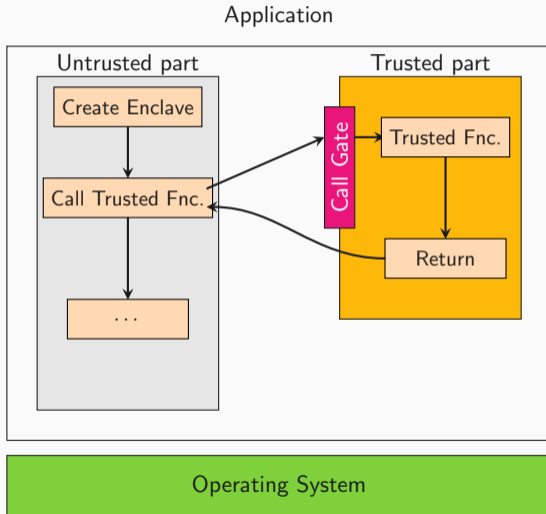 Application
Untrusted part
Trusted part
Create Enclave
Call Trusted Fnc.
...
Call Gate
Trusted Fnc.
Return
Operating System